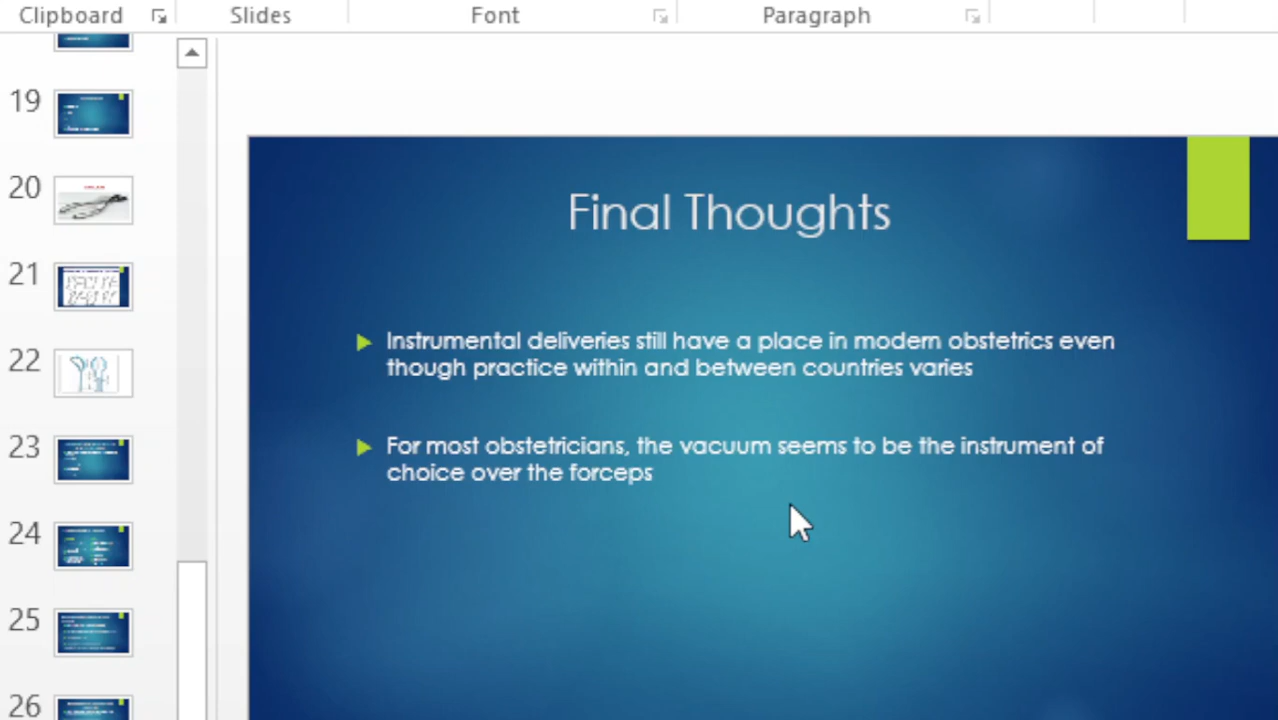 Clipboard
Slides
Font
Paragraph
19
20
21
22
23
24
25
26
Final Thoughts
Instrumental deliveries still have a place in modern obstetrics even
though practice within and between countries varies
For most obstetricians, the vacuum seems to be the instrument of
choice over the forceps